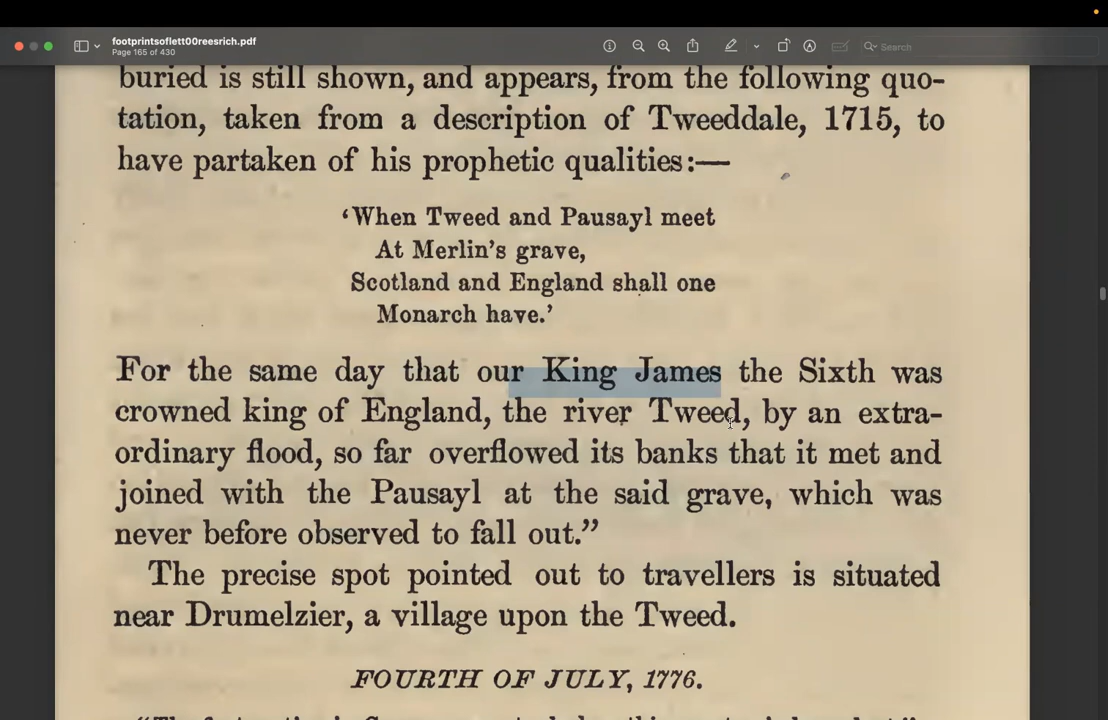 footprintsoflett00reesrich.pdf
Page 165 of 430
Search
buried is still shown, and appears, from the following quo-
tation, taken from a description of Tweeddale, 1715, to
have partaken of his prophetic qualities:—
‘When Tweed and Pausayl meet
At Merlin’s grave,
Scotland and England shall one
Monarch have.’
For the same day that our King James the Sixth was
crowned king of England, the river Tweed, by an extra-
ordinary flood, so far overflowed its banks that it met and
joined with the Pausayl at the said grave, which was
never before observed to fall out.”
The precise spot pointed out to travellers is situated
near Drumelzier, a village upon the Tweed.
FOURTH OF JULY, 1776.